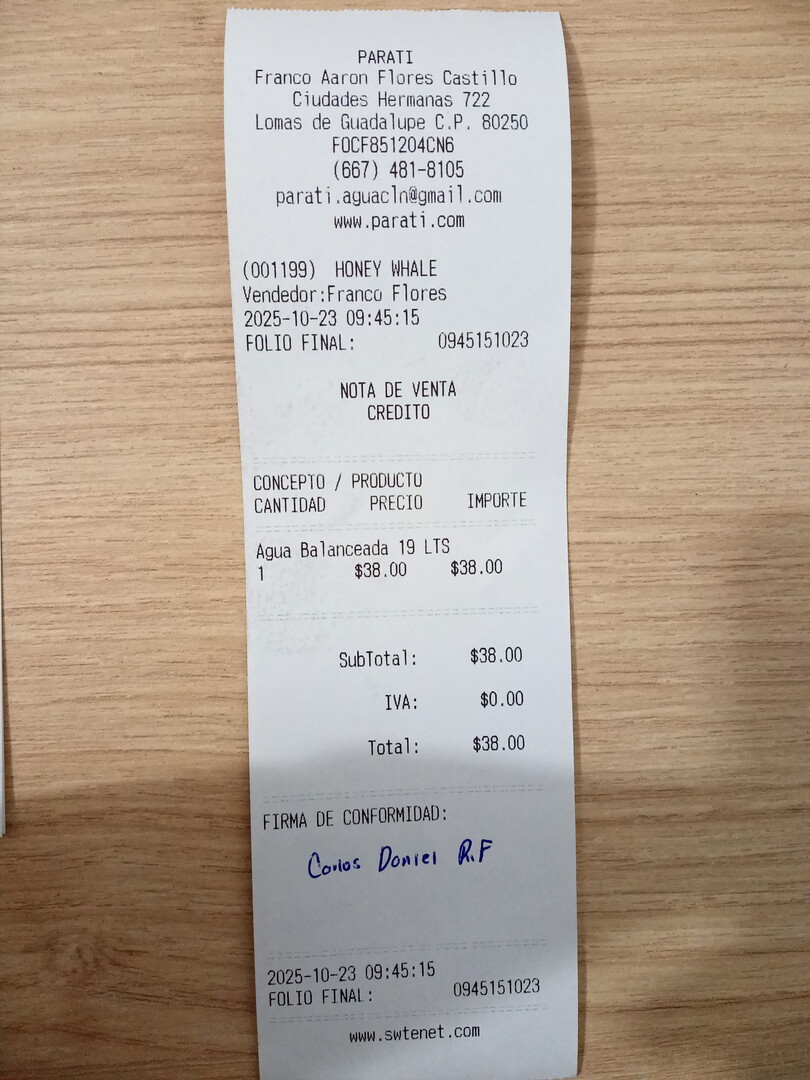 PARATI
Franco Aaron Flores Castillo
Ciudades Hermanas 722
Lomas de Guadalupe C.P. 80250
FOCF851204CN6
(667) 481-8105
parati.aguacln@gmail.com
www.parati.com
(001199) HONEY WHALE
Vendedor:Franco Flores
2025-10-23 09:45:15
FOLIO FINAL: 0945151023
NOTA DE VENTA
CREDITO
CONCEPTO / PRODUCTO
CANTIDAD PRECIO IMPORTE
Agua Balanceada 19 LTS
1 $38.00 $38.00
SubTotal: $38.00
IVA: $0.00
Total: $38.00
FIRMA DE CONFORMIDAD:
Carlos Daniel R.F
2025-10-23 09:45:15
FOLIO FINAL: 0945151023
www.swtenet.com